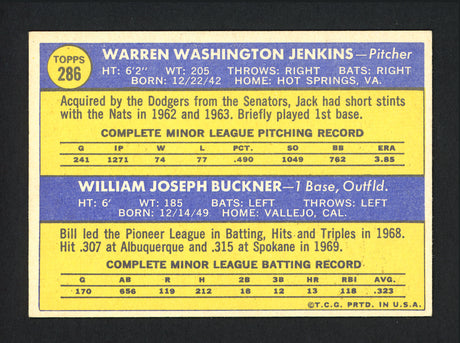 TOPPS
286
WARREN WASHINGTON JENKINS—Pitcher
HT: 6'2" WT: 205 THROWS: RIGHT BATS: RIGHT
BORN: 12/22/42 HOME: HOT SPRINGS, VA.
Acquired by the Dodgers from the Senators, Jack had short stints
with the Nats in 1962 and 1963. Briefly played 1st base.
COMPLETE MINOR LEAGUE PITCHING RECORD
G IP W L PCT. SO BB ERA
241 1271 74 77 .490 1049 762 3.85
WILLIAM JOSEPH BUCKNER—1 Base, Outfld.
HT: 6' WT: 185 BATS: LEFT THROWS: LEFT
BORN: 12/14/49 HOME: VALLEJO, CAL.
Bill led the Pioneer League in Batting, Hits and Triples in 1968.
Hit .307 at Albuquerque and .315 at Spokane in 1969.
COMPLETE MINOR LEAGUE BATTING RECORD
G AB R H 2B 3B HR RBI AVG.
170 656 119 212 18 12 13 118 .323
©T.C.G. PRTD. IN U.S.A.